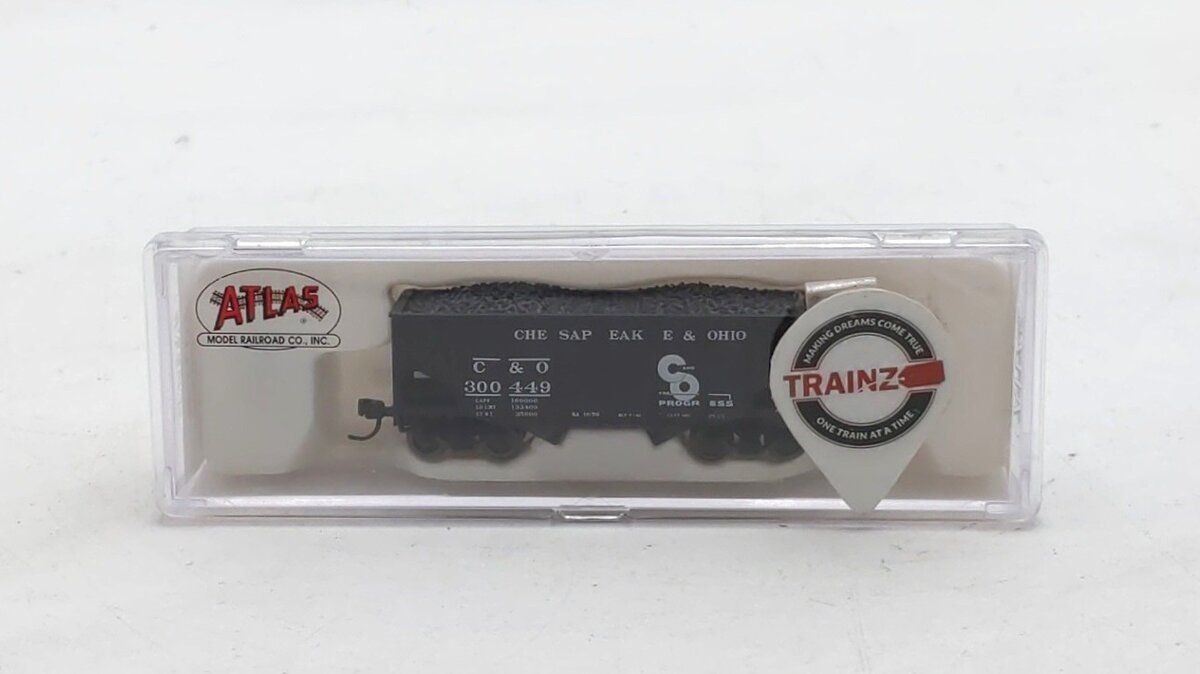 ATLAS
®
MODEL RAILROAD CO., INC.
CHE SAP EAK E & OHIO
C & O
300 449
C AND O
PROGR ESS
MAKING DREAMS COME TRUE
TRAINZ
ONE TRAIN AT A TIME